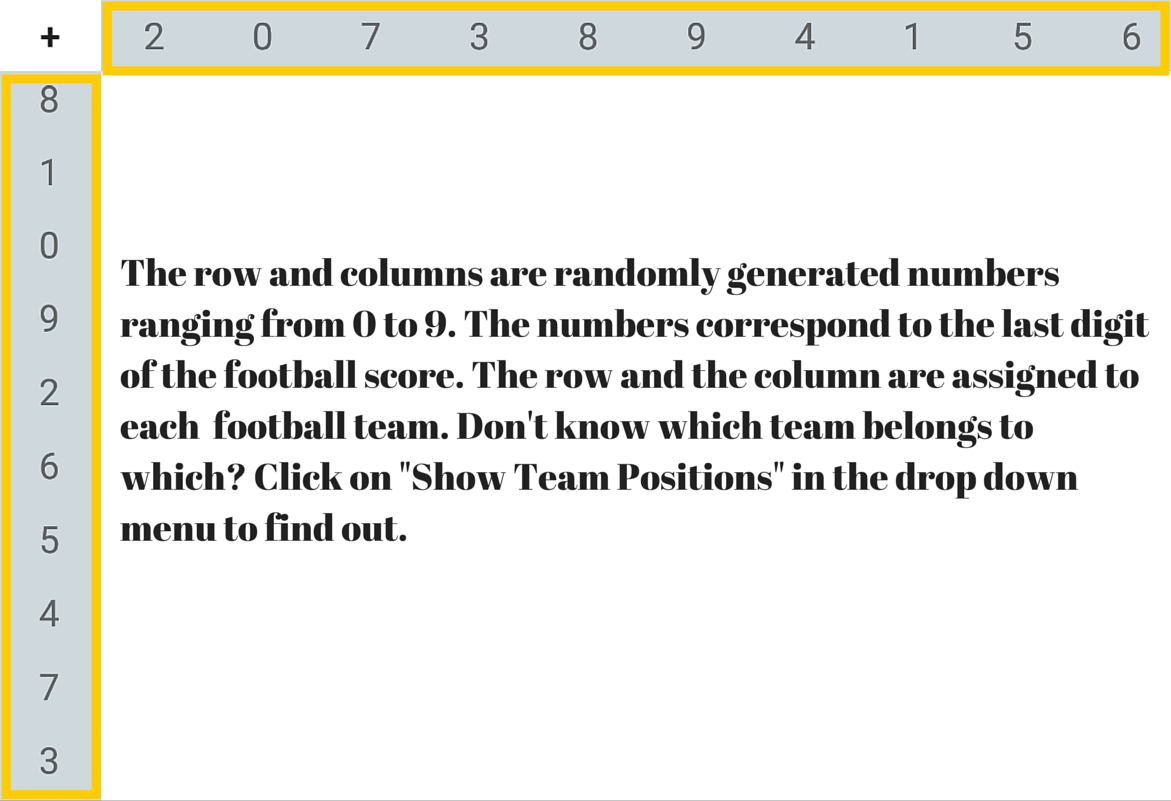 + 2 0 7 3 8 9 4 1 5 6
8
1
0
9
2
6
5
4
7
3
The row and columns are randomly generated numbers
ranging from 0 to 9. The numbers correspond to the last digit
of the football score. The row and the column are assigned to
each football team. Don't know which team belongs to
which? Click on "Show Team Positions" in the drop down
menu to find out.